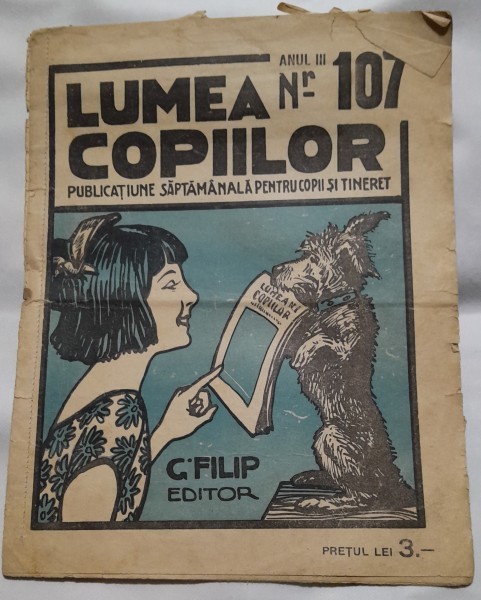 ANUL III
LUMEA Nr. 107
COPIILOR
PUBLICAȚIUNE SĂPTĂMÂNALĂ PENTRU COPII ȘI TINERET
LUMEA
COPIILOR
G. FILIP
EDITOR
PREȚUL LEI 3.-